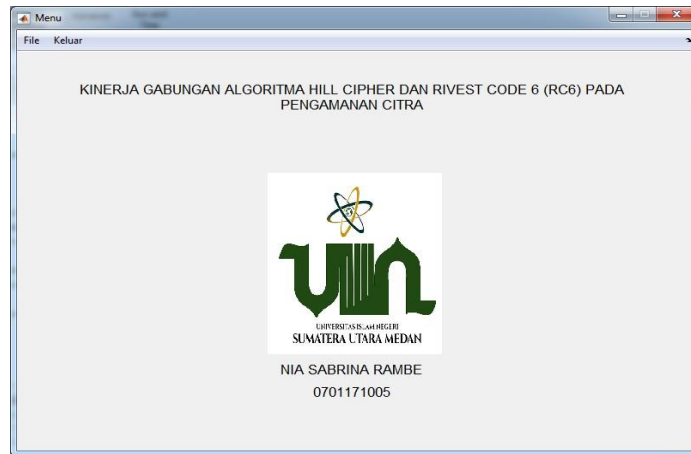 Menu
File Keluar
KINERJA GABUNGAN ALGORITMA HILL CIPHER DAN RIVEST CODE 6 (RC6) PADA
PENGAMANAN CITRA
UNIVERSITAS ISLAM NEGERI
SUMATERA UTARA MEDAN
NIA SABRINA RAMBE
0701171005